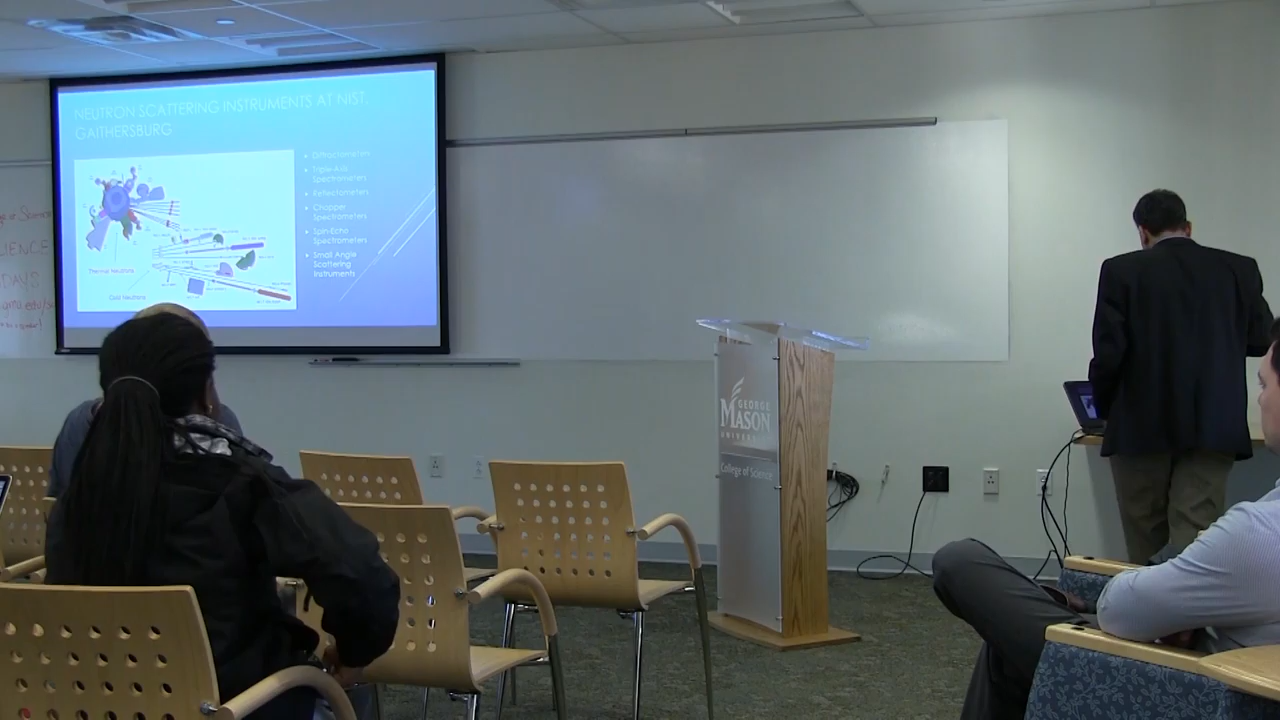 NEUTRON SCATTERING INSTRUMENTS AT NIST,
GAITHERSBURG
Diffractometers
Triple-Axis
Spectrometers
Reflectometers
Chopper
Spectrometers
Spin-Echo
Spectrometers
Small Angle
Scattering
Instruments
Thermal Neutrons
Cold Neutrons
DAYS
GEORGE
MASON
UNIVERSITY
College of Science